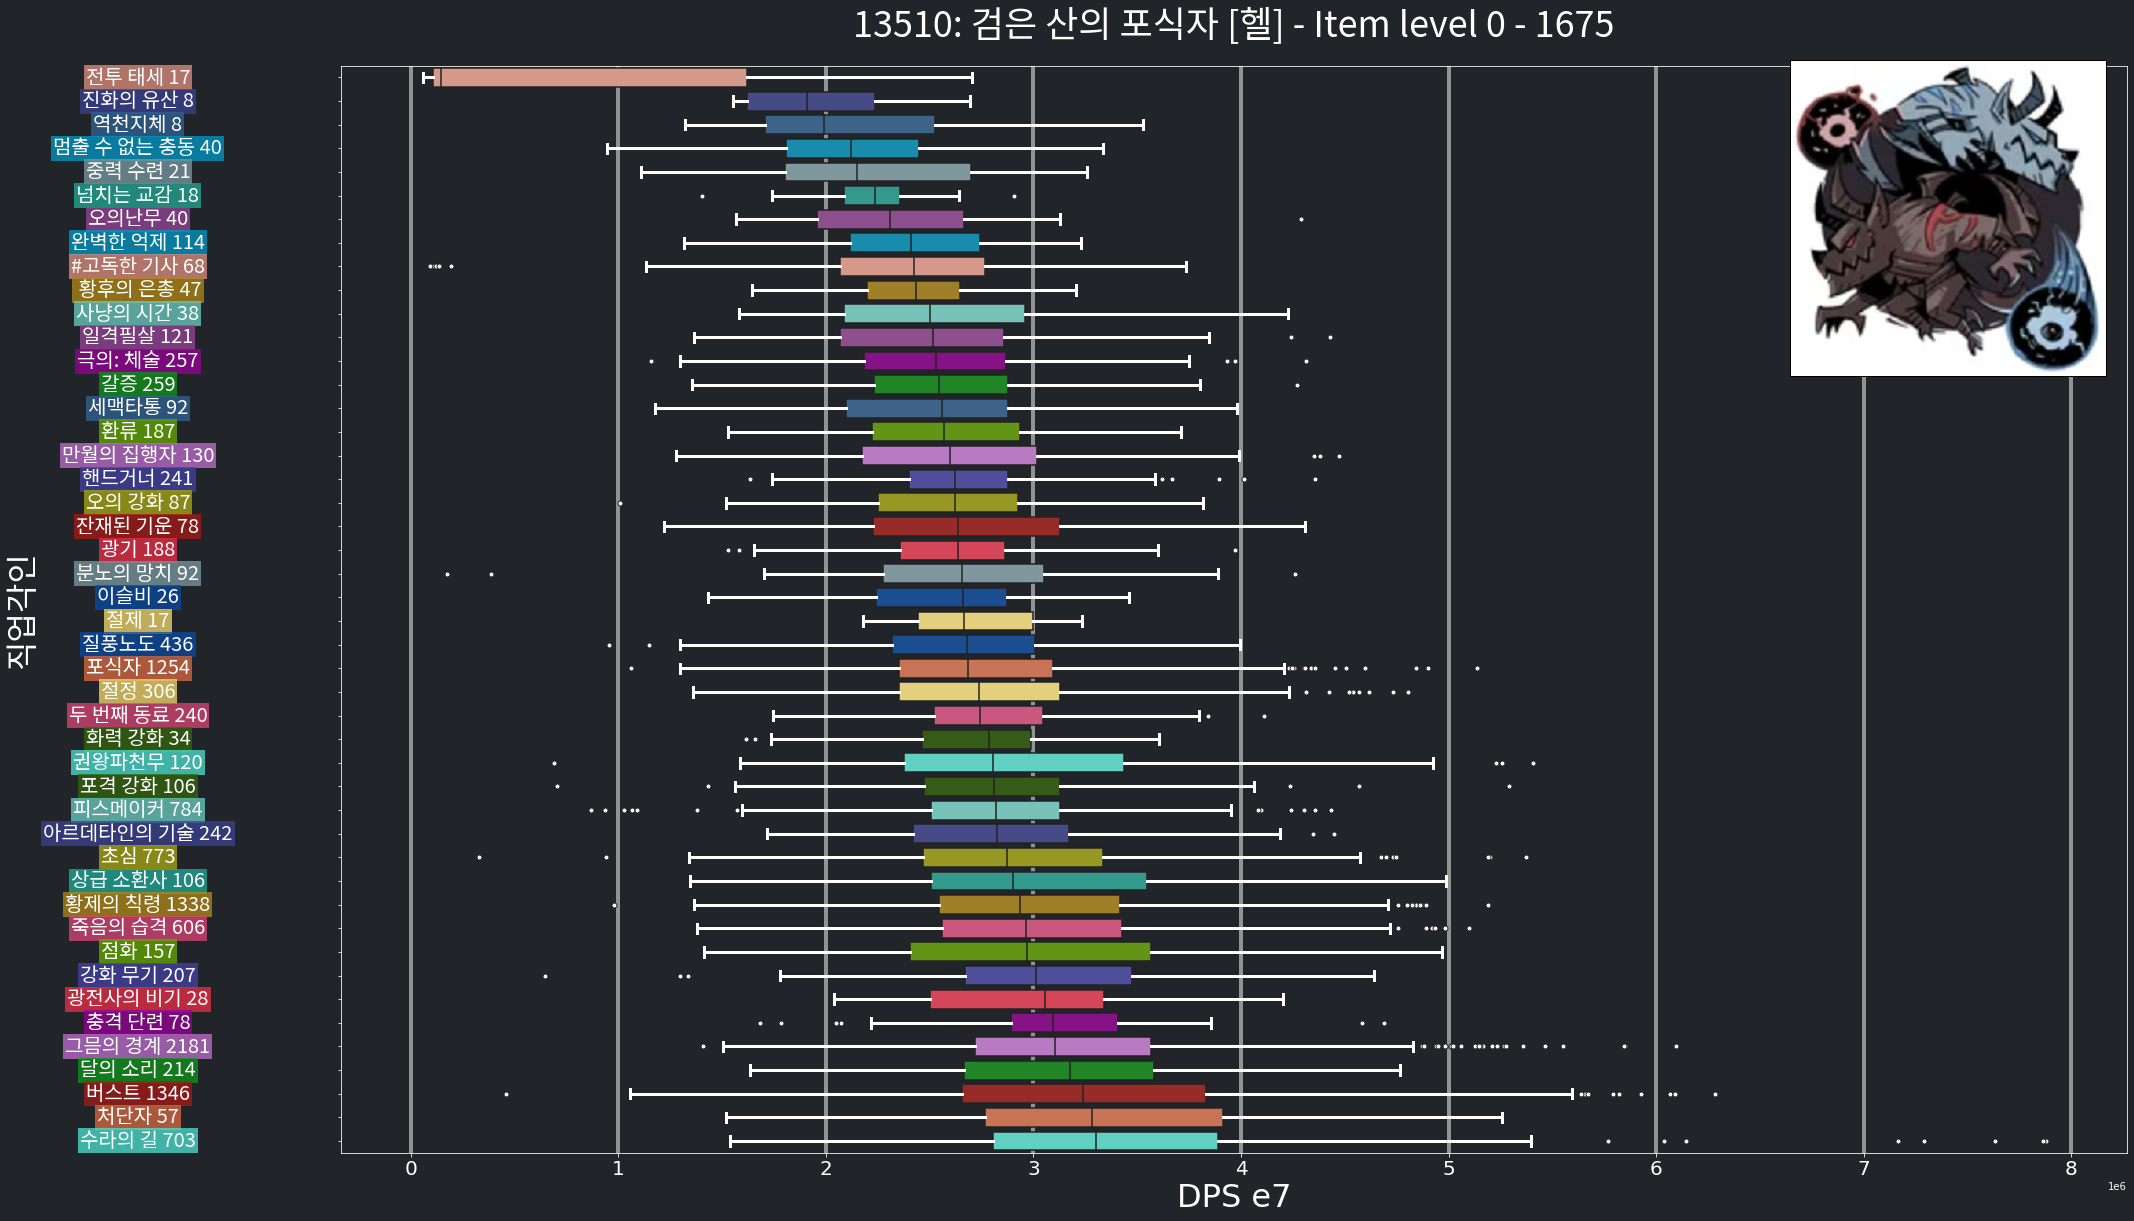 13510: 검은 산의 포식자 [헬] - Item level 0 - 1675
직업각인
전투 태세 17
진화의 유산 8
역천지체 8
멈출 수 없는 충동 40
중력 수련 21
넘치는 교감 18
오의난무 40
완벽한 억제 114
#고독한 기사 68
황후의 은총 47
사냥의 시간 38
일격필살 121
극의: 체술 257
갈증 259
세맥타통 92
환류 187
만월의 집행자 130
핸드거너 241
오의 강화 87
잔재된 기운 78
광기 188
분노의 망치 92
이슬비 26
절제 17
질풍노도 436
포식자 1254
절정 306
두 번째 동료 240
화력 강화 34
권왕파천무 120
포격 강화 106
피스메이커 784
아르데타인의 기술 242
초심 773
상급 소환사 106
황제의 칙령 1338
죽음의 습격 606
점화 157
강화 무기 207
광전사의 비기 28
충격 단련 78
그믐의 경계 2181
달의 소리 214
버스트 1346
처단자 57
수라의 길 703
0 1 2 3 4 5 6 7 8
1e6
DPS e7